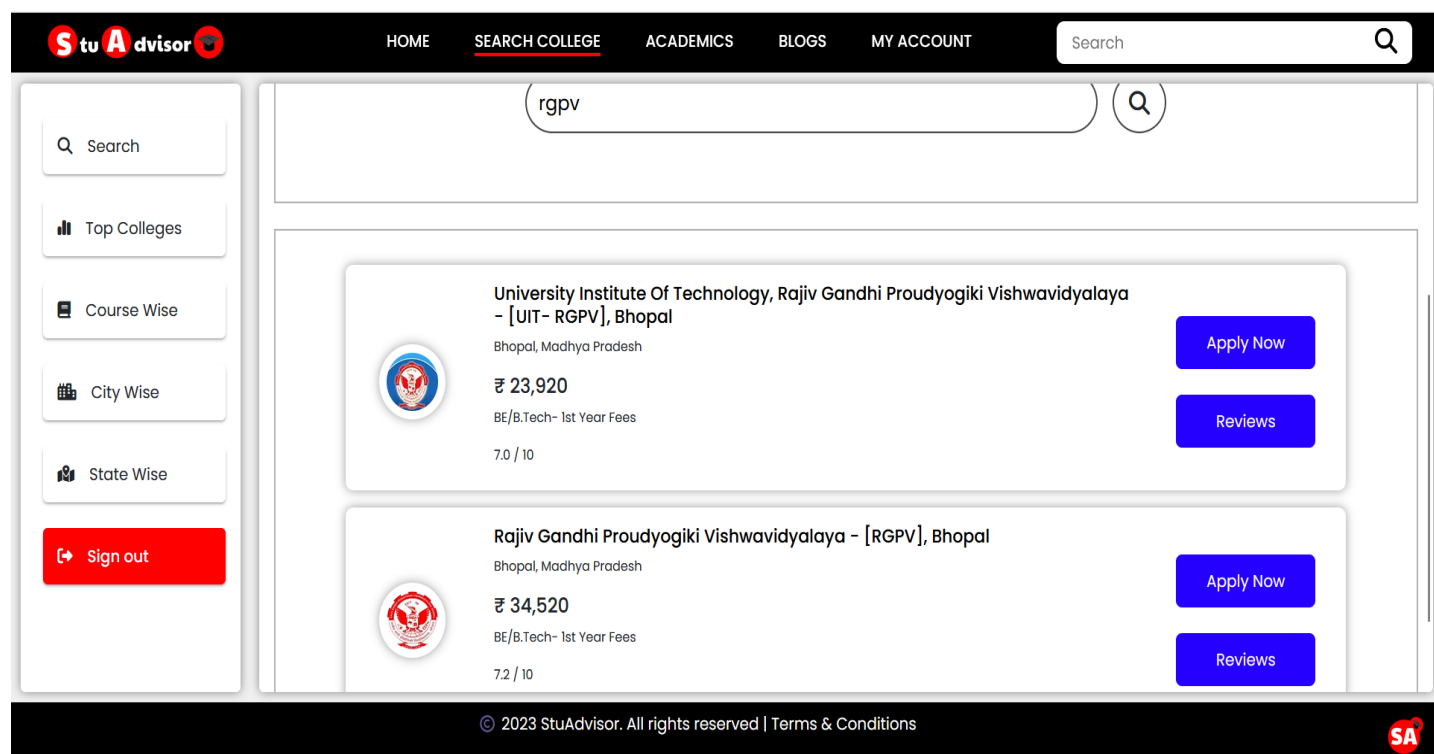 StuAdvisor
HOME
SEARCH COLLEGE
ACADEMICS
BLOGS
MY ACCOUNT
Search
Search
Top Colleges
Course Wise
City Wise
State Wise
Sign out
rgpv
University Institute Of Technology, Rajiv Gandhi Proudyogiki Vishwavidyalaya
- [UIT- RGPV], Bhopal
Bhopal, Madhya Pradesh
₹ 23,920
BE/B.Tech- 1st Year Fees
7.0 / 10
Apply Now
Reviews
Rajiv Gandhi Proudyogiki Vishwavidyalaya - [RGPV], Bhopal
Bhopal, Madhya Pradesh
₹ 34,520
BE/B.Tech- 1st Year Fees
7.2 / 10
Apply Now
Reviews
© 2023 StuAdvisor. All rights reserved | Terms & Conditions
SA